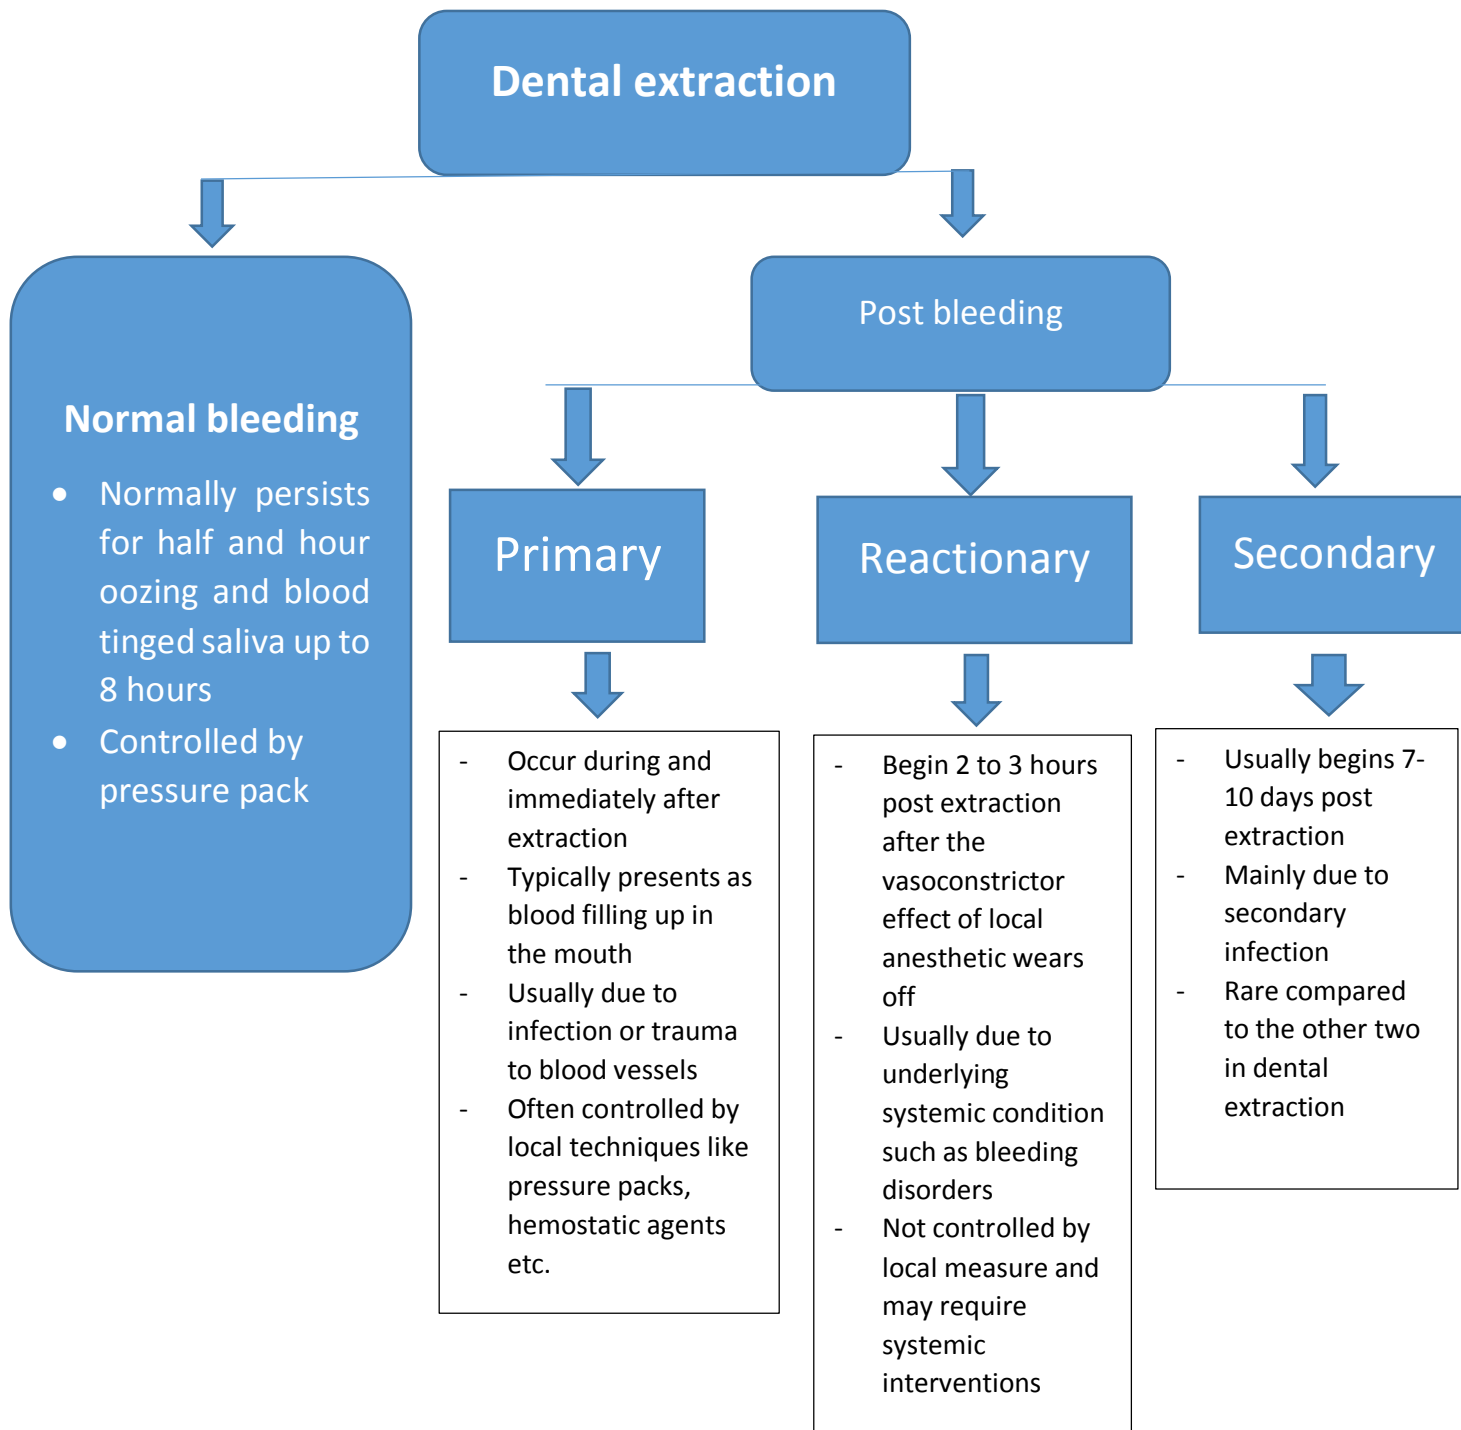 Dental extraction
Normal bleeding
• Normally persists
for half and hour
oozing and blood
tinged saliva up to
8 hours
• Controlled by
pressure pack
Post bleeding
Primary
- Occur during and
immediately after
extraction
- Typically presents as
blood filling up in
the mouth
- Usually due to
infection or trauma
to blood vessels
- Often controlled by
local techniques like
pressure packs,
hemostatic agents
etc.
Reactionary
- Begin 2 to 3 hours
post extraction
after the
vasoconstrictor
effect of local
anesthetic wears
off
- Usually due to
underlying
systemic condition
such as bleeding
disorders
- Not controlled by
local measure and
may require
systemic
interventions
Secondary
- Usually begins 7-
10 days post
extraction
- Mainly due to
secondary
infection
- Rare compared
to the other two
in dental
extraction